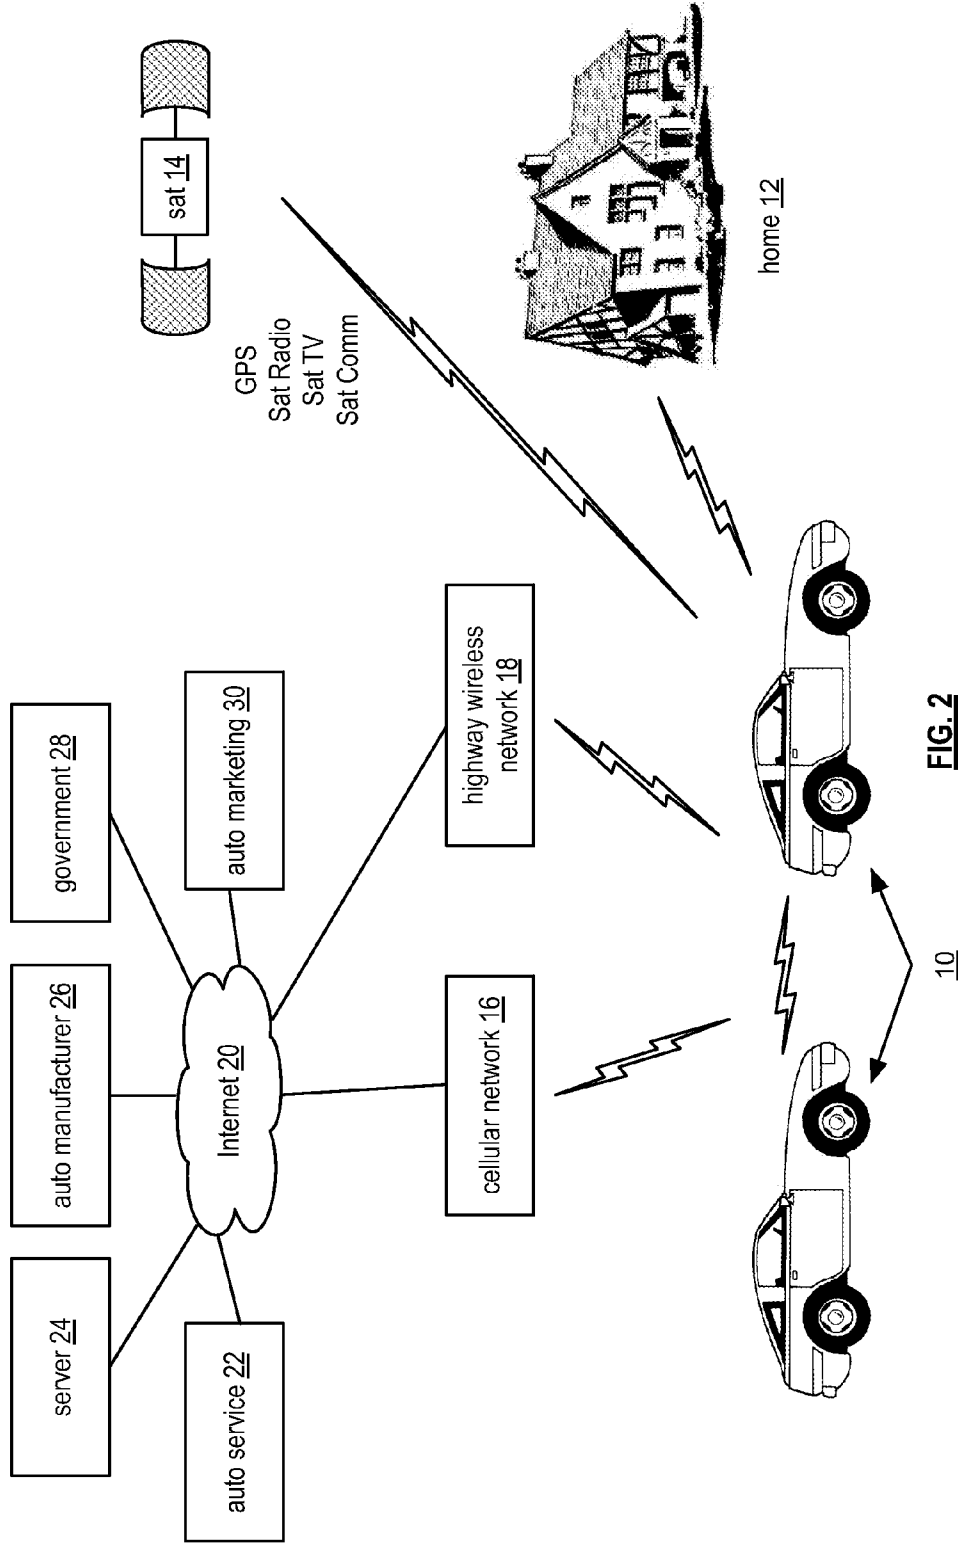 server 24
auto manufacturer 26
government 28
auto service 22
Internet 20
auto marketing 30
sat 14
GPS
Sat Radio
Sat TV
Sat Comm
cellular network 16
highway wireless
network 18
home 12
10
FIG. 2